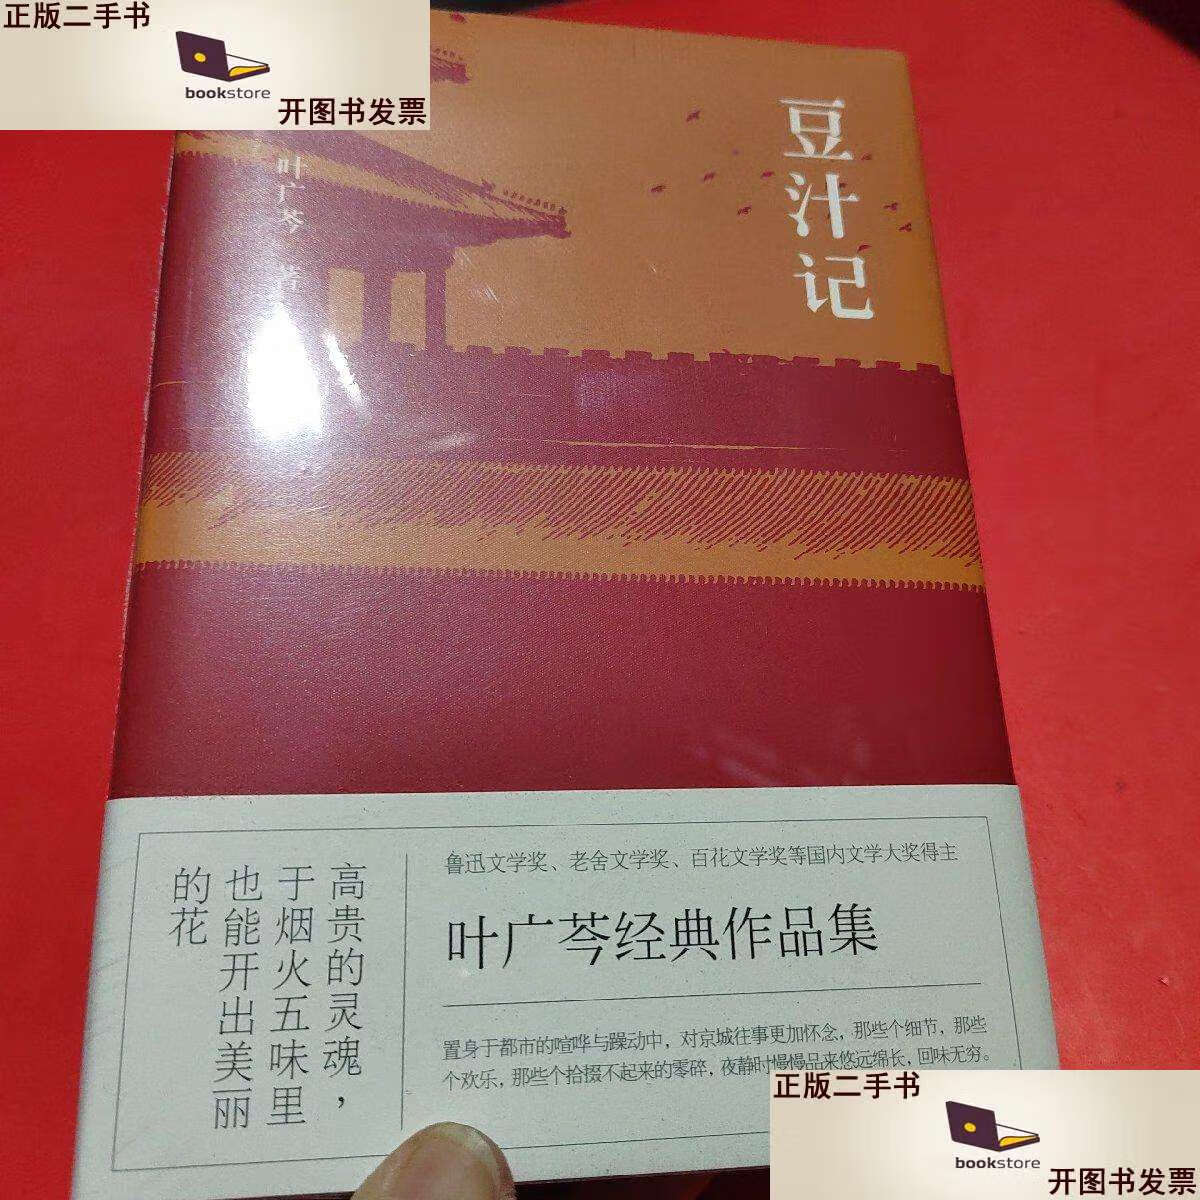 正版二手书
bookstore
开图书发票
豆汁记
叶广芩 著
高贵的灵魂，
于烟火五味里
也能开出美丽
的花
鲁迅文学奖、老舍文学奖、百花文学奖等国内文学大奖得主
叶广芩经典作品集
置身于都市的喧哗与躁动中，对京城往事更加怀念，那些个细节，那些
个欢乐，那些个拾掇不起来的零碎，夜静时慢慢品来悠远绵长，回味无穷。
正版二手书
bookstore
开图书发票